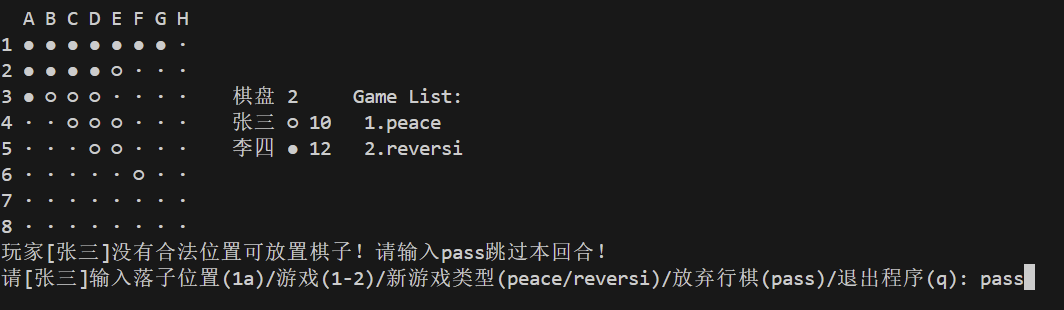 A B C D E F G H
1 ● ● ● ● ● ● ● ·
2 ● ● ● ● ○ · · ·
3 ● ○ ○ ○ · · · · 棋盘 2 Game List:
4 · · ○ ○ ○ · · · 张三 ○ 10 1.peace
5 · · · ○ ○ · · · 李四 ● 12 2.reversi
6 · · · · · ○ · ·
7 · · · · · · · ·
8 · · · · · · · ·
玩家[张三]没有合法位置可放置棋子！请输入pass跳过本回合！
请[张三]输入落子位置(1a)/游戏(1-2)/新游戏类型(peace/reversi)/放弃行棋(pass)/退出程序(q): pass